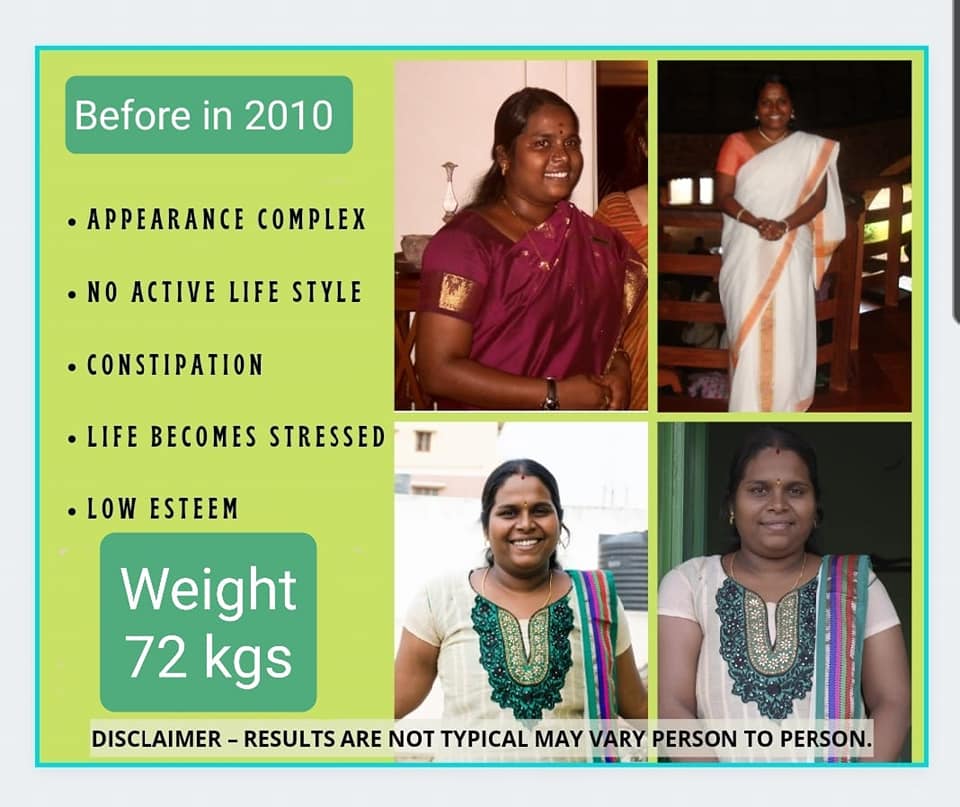 Before in 2010
• APPEARANCE COMPLEX
• NO ACTIVE LIFE STYLE
• CONSTIPATION
• LIFE BECOMES STRESSED
• LOW ESTEEM
Weight
72 kgs
DISCLAIMER – RESULTS ARE NOT TYPICAL MAY VARY PERSON TO PERSON.